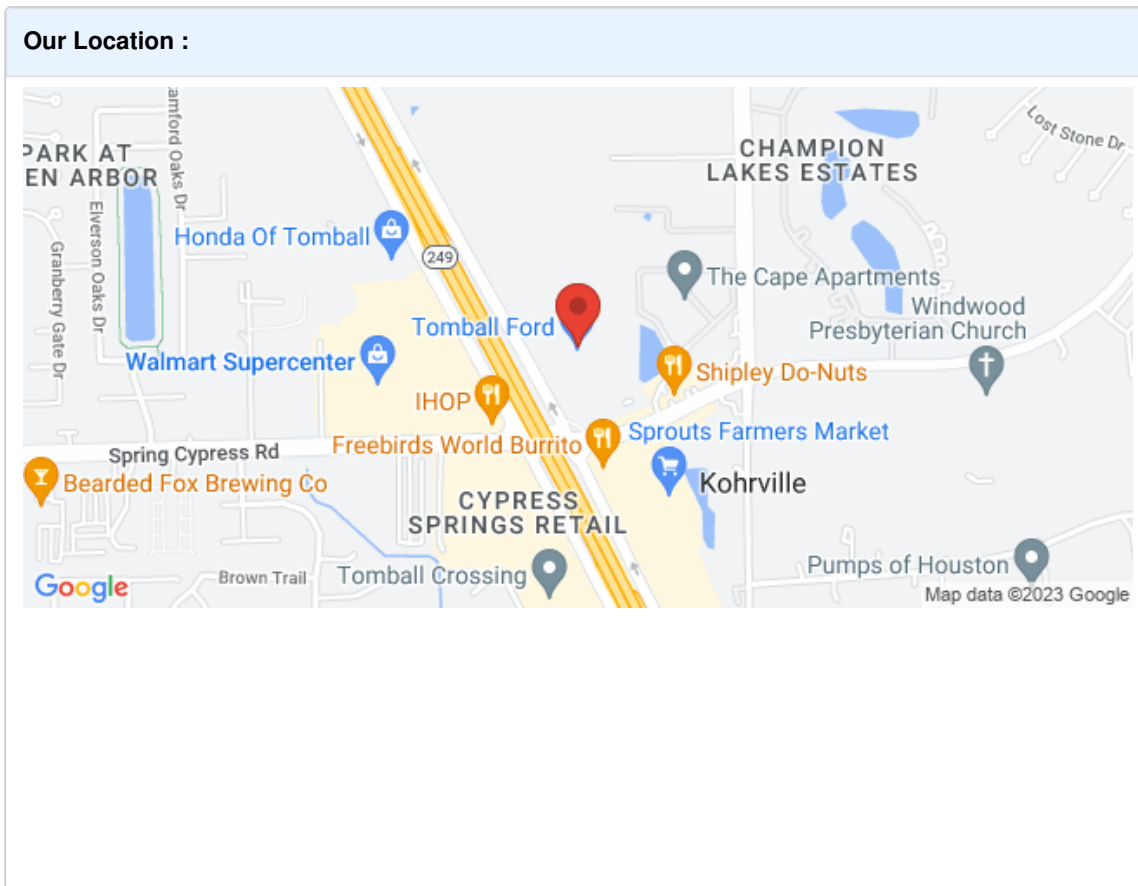 Our Location :
PARK AT
EN ARBOR
amford Oaks Dr
Elverson Oaks Dr
Granberry Gate Dr
Honda Of Tomball
249
CHAMPION
LAKES ESTATES
Lost Stone Dr
The Cape Apartments
Windwood
Presbyterian Church
Tomball Ford
Walmart Supercenter
Shipley Do-Nuts
IHOP
Freebirds World Burrito
Sprouts Farmers Market
Spring Cypress Rd
Bearded Fox Brewing Co
Kohrville
CYPRESS
SPRINGS RETAIL
Pumps of Houston
Brown Trail
Tomball Crossing
Google
Map data ©2023 Google